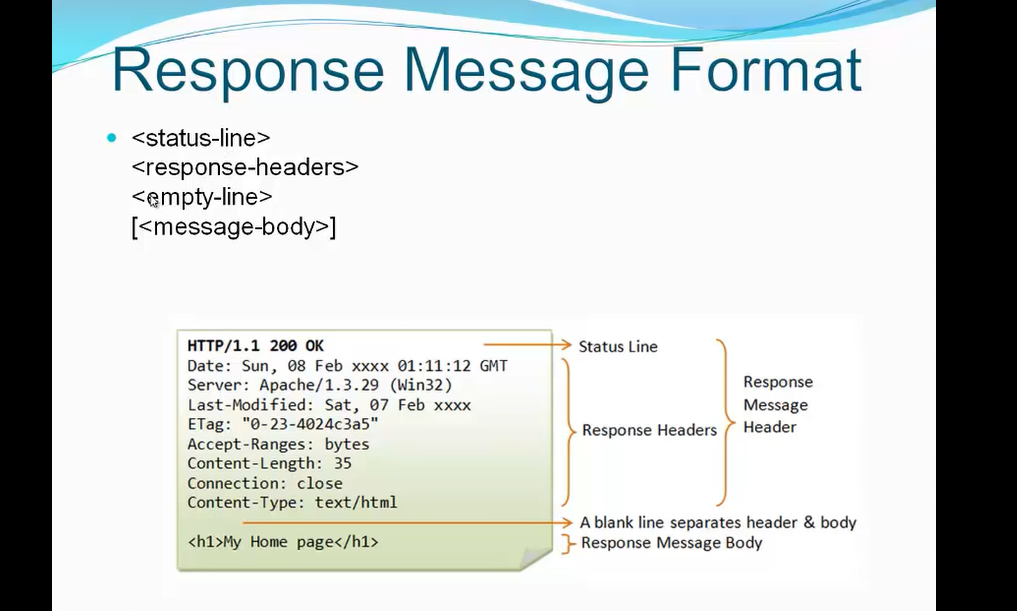 Response Message Format
<status-line>
<response-headers>
<empty-line>
[<message-body>]
HTTP/1.1 200 OK
Date: Sun, 08 Feb xxxx 01:11:12 GMT
Server: Apache/1.3.29 (Win32)
Last-Modified: Sat, 07 Feb xxxx
ETag: "0-23-4024c3a5"
Accept-Ranges: bytes
Content-Length: 35
Connection: close
Content-Type: text/html
<h1>My Home page</h1>
Status Line
Response Headers
Response
Message
Header
A blank line separates header & body
Response Message Body